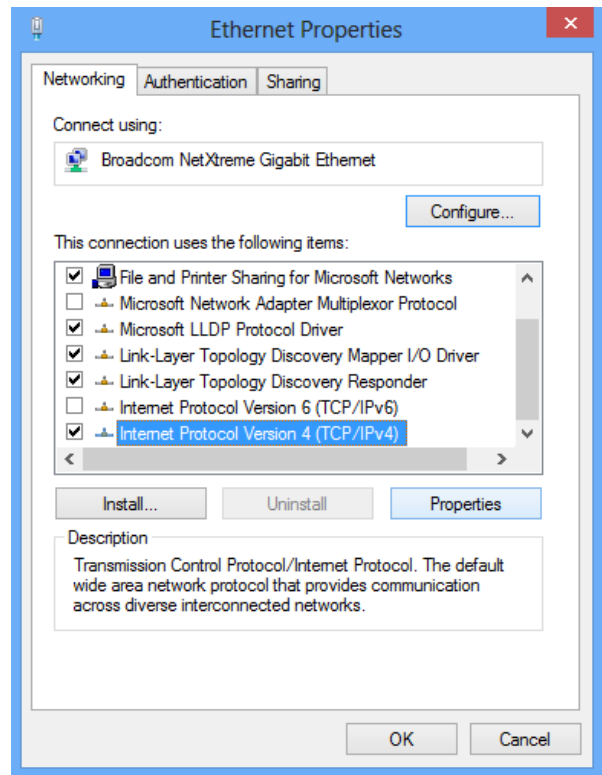 Ethernet Properties
Networking
Authentication
Sharing
Connect using:
Broadcom NetXtreme Gigabit Ethernet
Configure...
This connection uses the following items:
File and Printer Sharing for Microsoft Networks
Microsoft Network Adapter Multiplexor Protocol
Microsoft LLDP Protocol Driver
Link-Layer Topology Discovery Mapper I/O Driver
Link-Layer Topology Discovery Responder
Internet Protocol Version 6 (TCP/IPv6)
Internet Protocol Version 4 (TCP/IPv4)
Install...
Uninstall
Properties
Description
Transmission Control Protocol/Internet Protocol. The default
wide area network protocol that provides communication
across diverse interconnected networks.
OK
Cancel